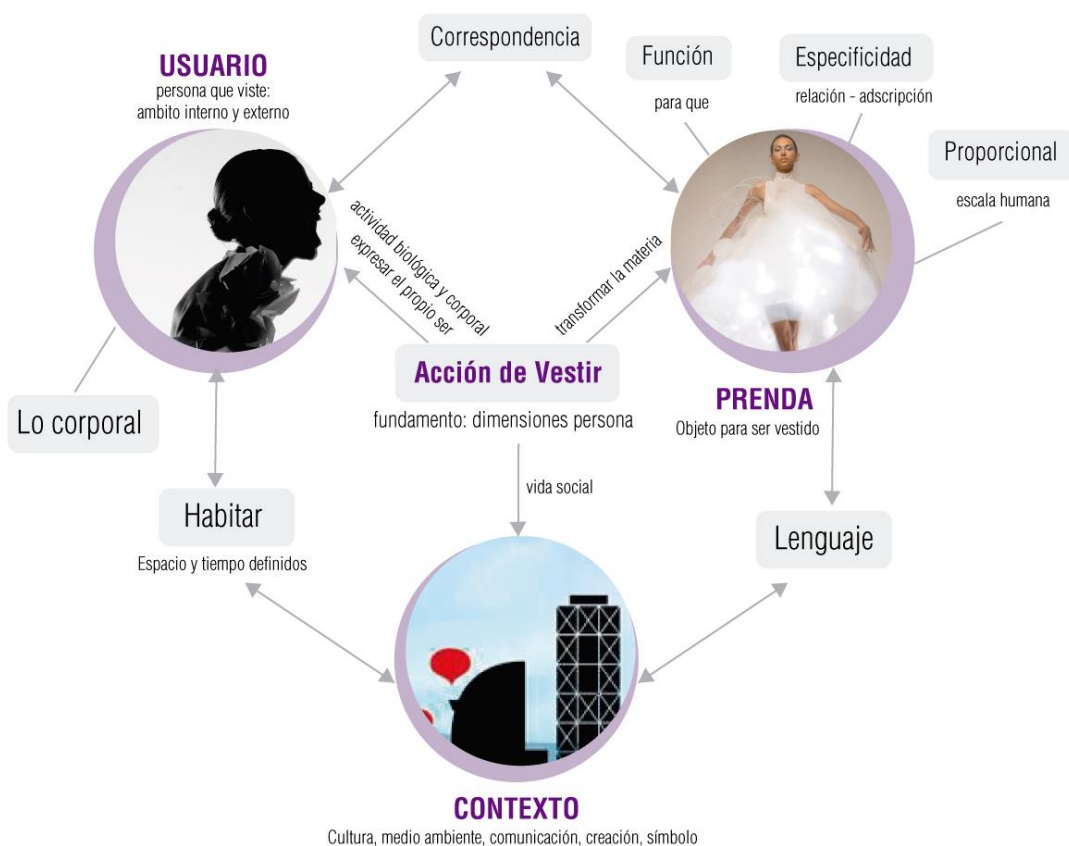 Correspondencia
USUARIO
persona que viste:
ambito interno y externo
Función
para que
Especificidad
relación - adscripción
Proporcional
escala humana
actividad biológica y corporal
expresar el propio ser
transformar la materia
Acción de Vestir
fundamento: dimensiones persona
PRENDA
Objeto para ser vestido
Lo corporal
vida social
Habitar
Espacio y tiempo definidos
Lenguaje
CONTEXTO
Cultura, medio ambiente, comunicación, creación, símbolo